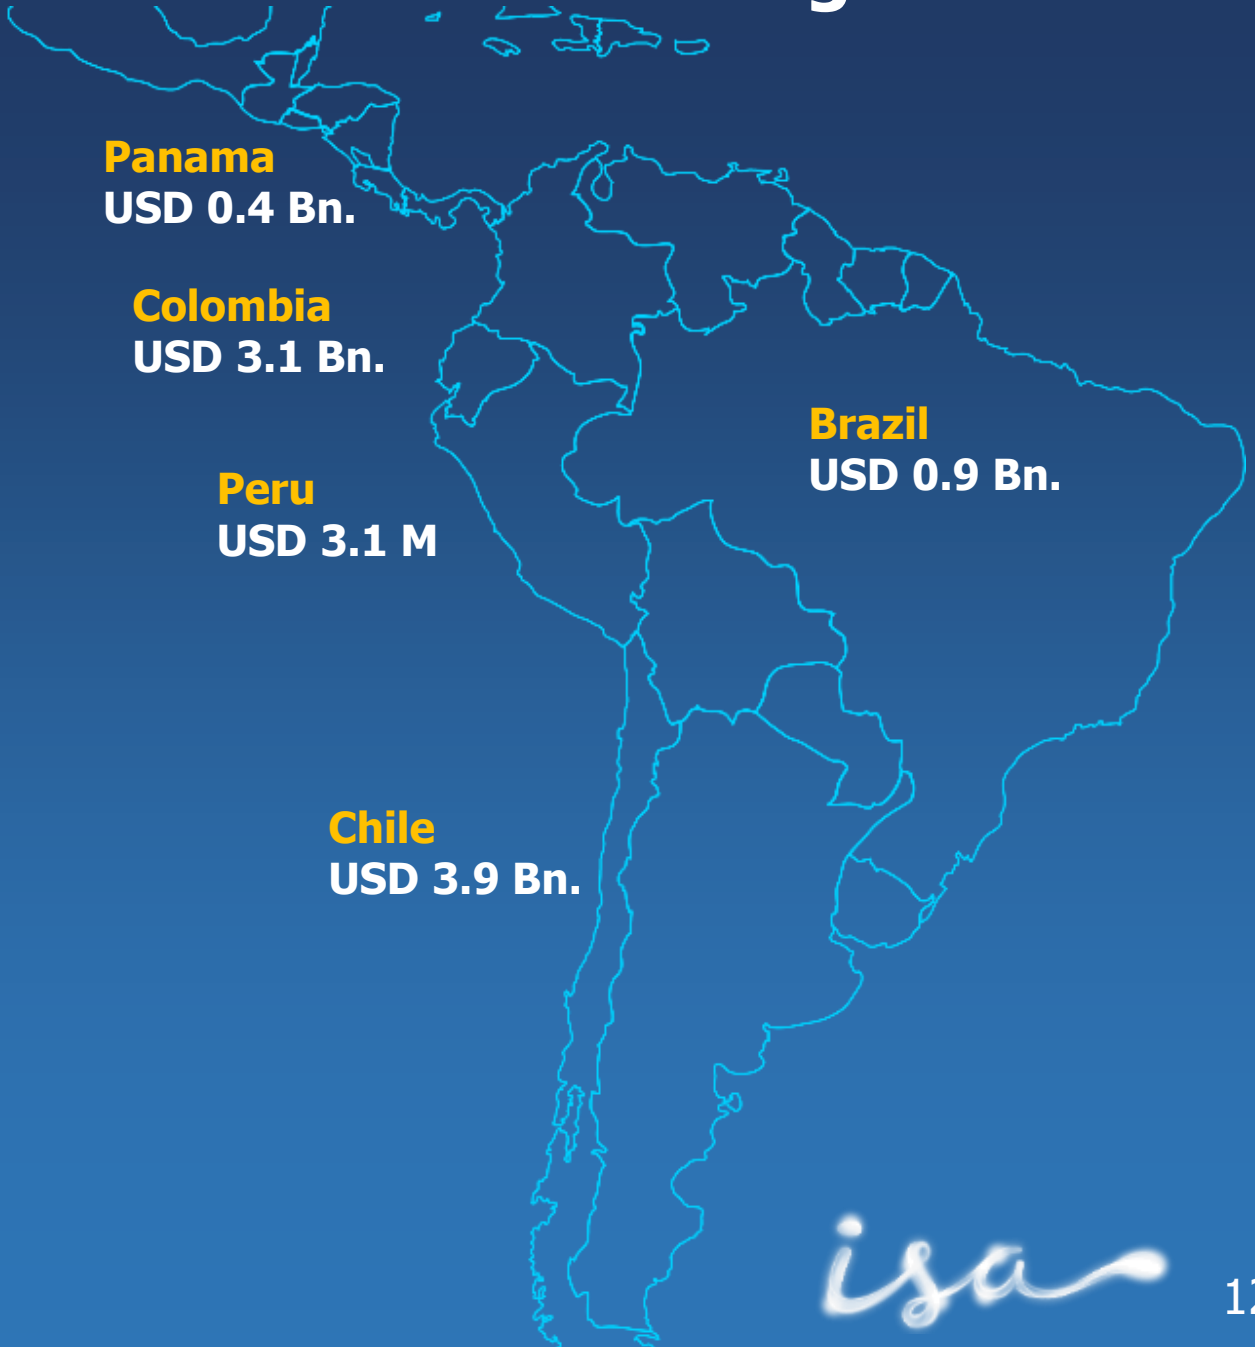 Panama
USD 0.4 Bn.
Colombia
USD 3.1 Bn.
Brazil
USD 0.9 Bn.
Peru
USD 3.1 M
Chile
USD 3.9 Bn.
isa